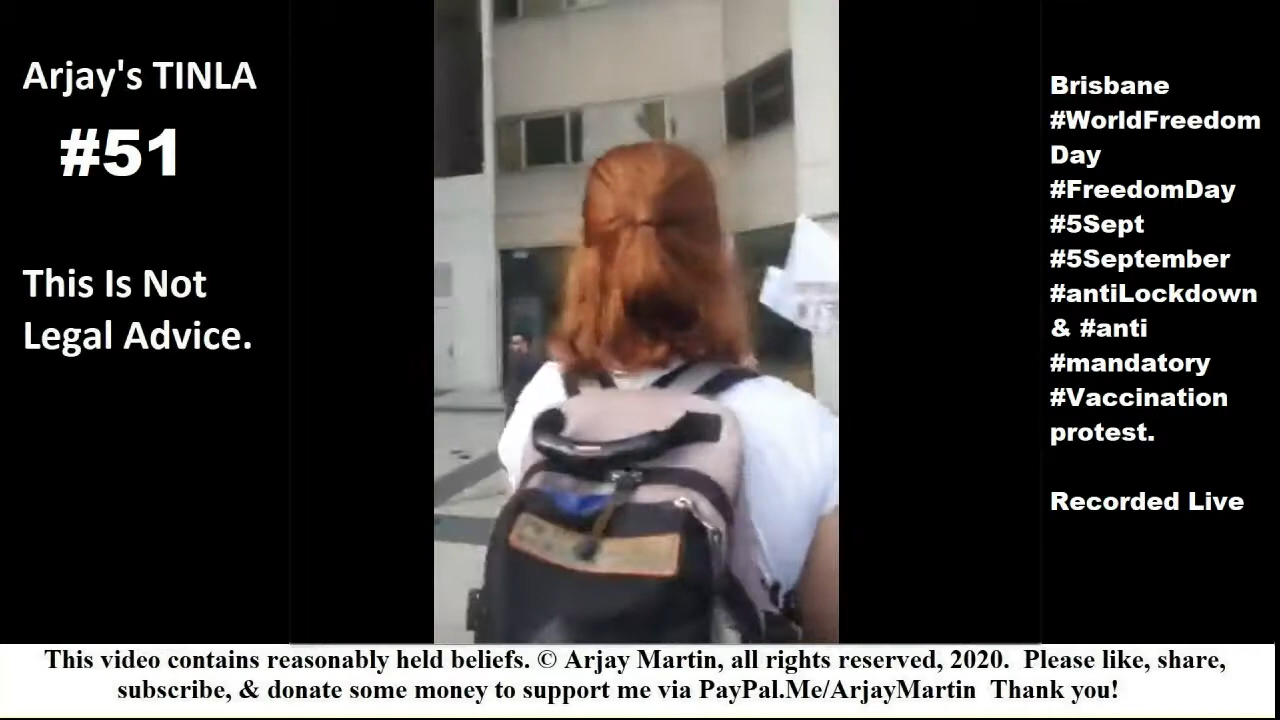 Arjay's TINLA
#51
This Is Not
Legal Advice.
Brisbane
#WorldFreedom
Day
#FreedomDay
#5Sept
#5September
#antiLockdown
& #anti
#mandatory
#Vaccination
protest.
Recorded Live
This video contains reasonably held beliefs. © Arjay Martin, all rights reserved, 2020.  Please like, share,
subscribe, & donate some money to support me via PayPal.Me/ArjayMartin  Thank you!